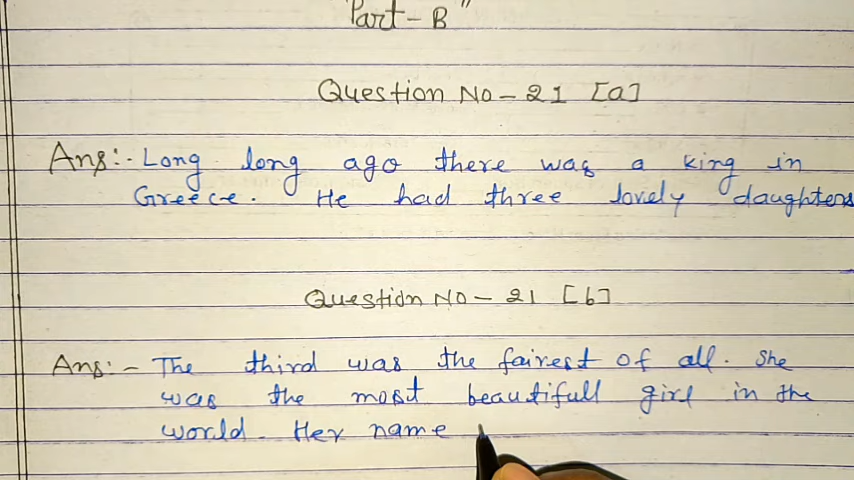 "Part-B"
Question No-21 [a]
Ans:- Long long ago there was a king in
Greece. He had three lovely daughters
Question No-21 [b]
Ans:- The third was the fairest of all. She
was the most beautifull girl in the
world. Her name